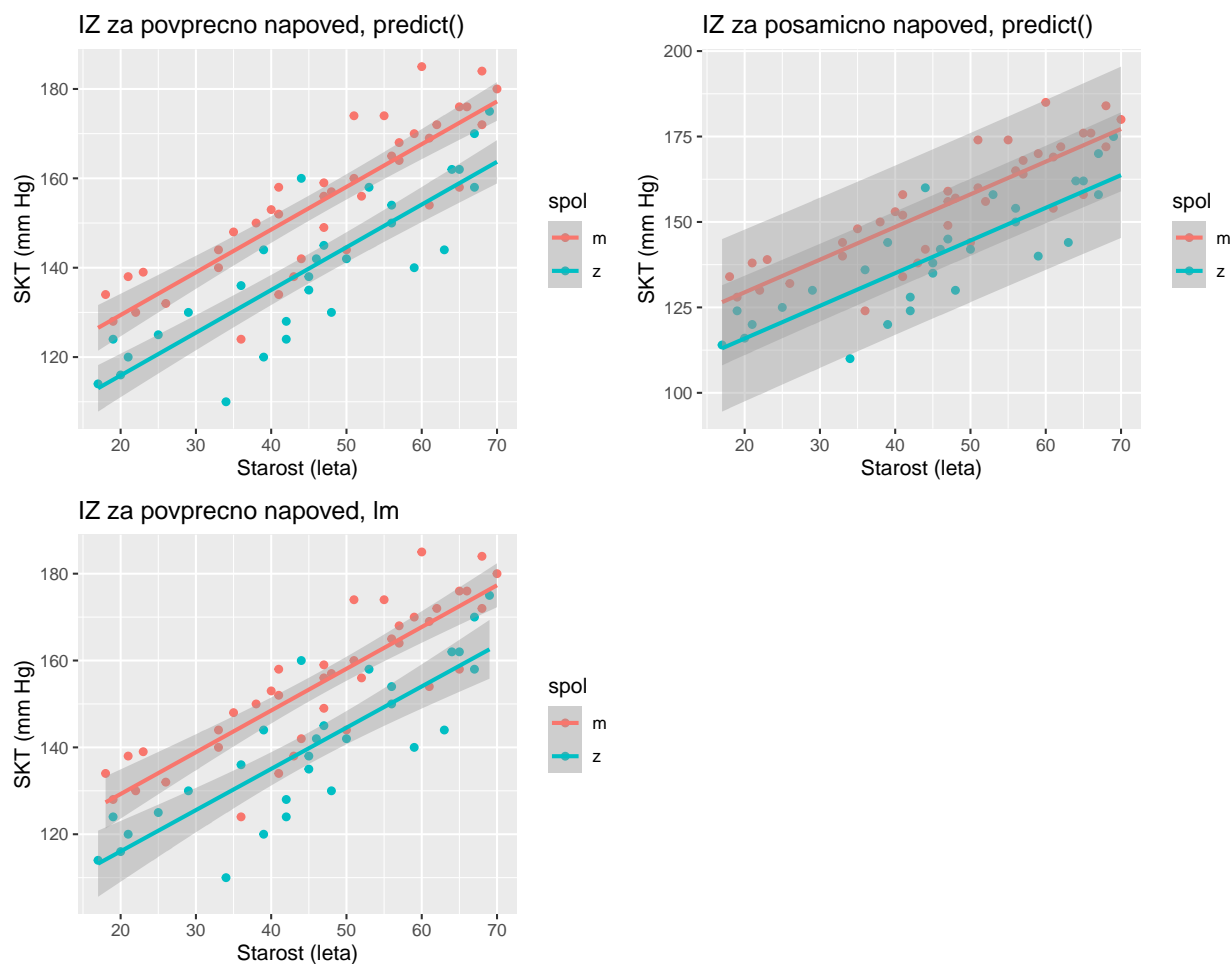 IZ za povprecno napoved, predict()
180
160
140
120
SKT (mm Hg)
20 30 40 50 60 70
Starost (leta)
spol
m
z
IZ za posamicno napoved, predict()
200
175
150
125
100
SKT (mm Hg)
20 30 40 50 60 70
Starost (leta)
spol
m
z
IZ za povprecno napoved, lm
180
160
140
120
SKT (mm Hg)
20 30 40 50 60 70
Starost (leta)
spol
m
z